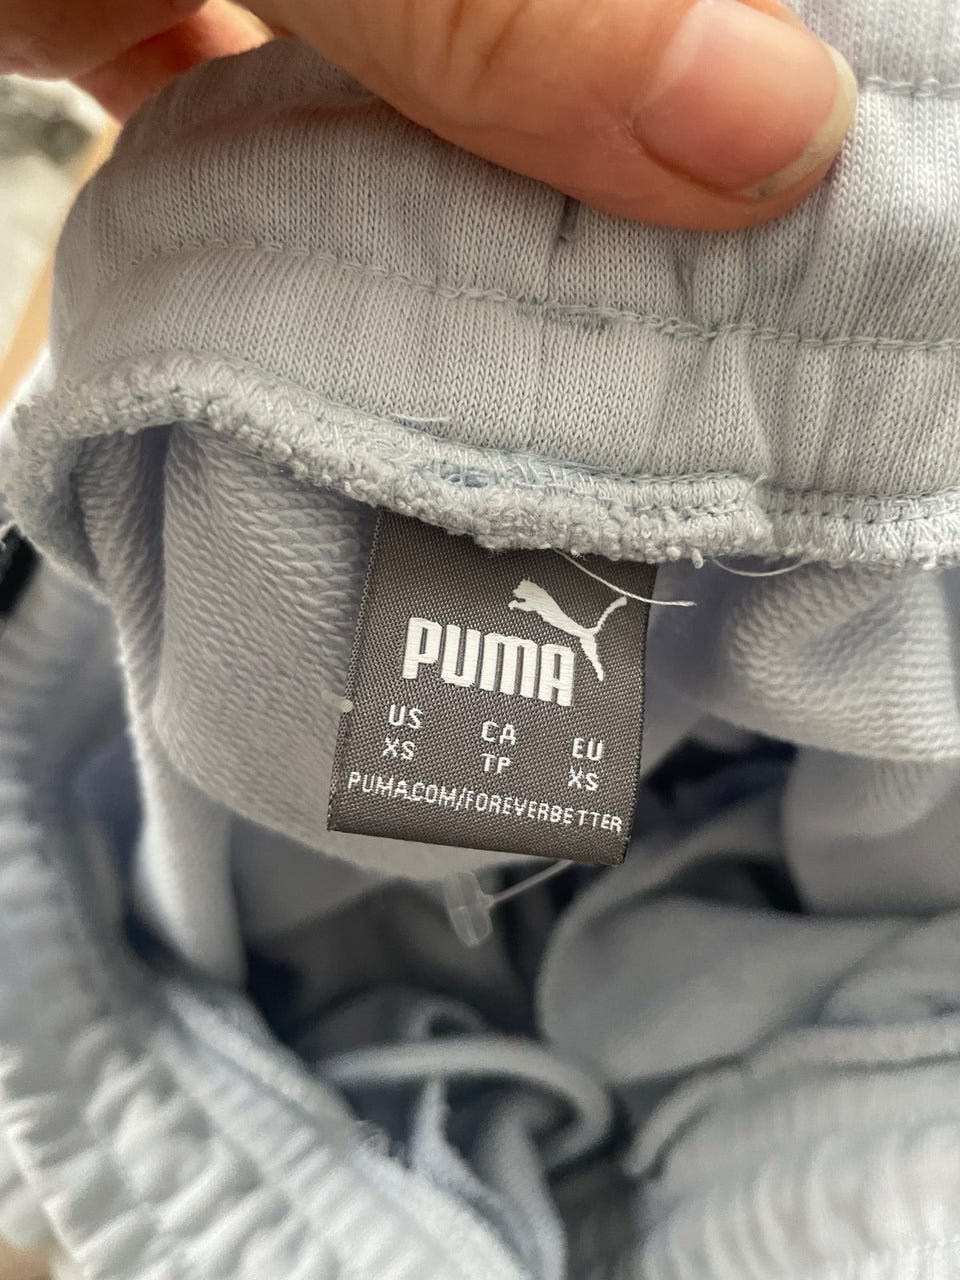 PUMA
US CA EU
XS TP XS
PUMA.COM/FOREVERBETTER